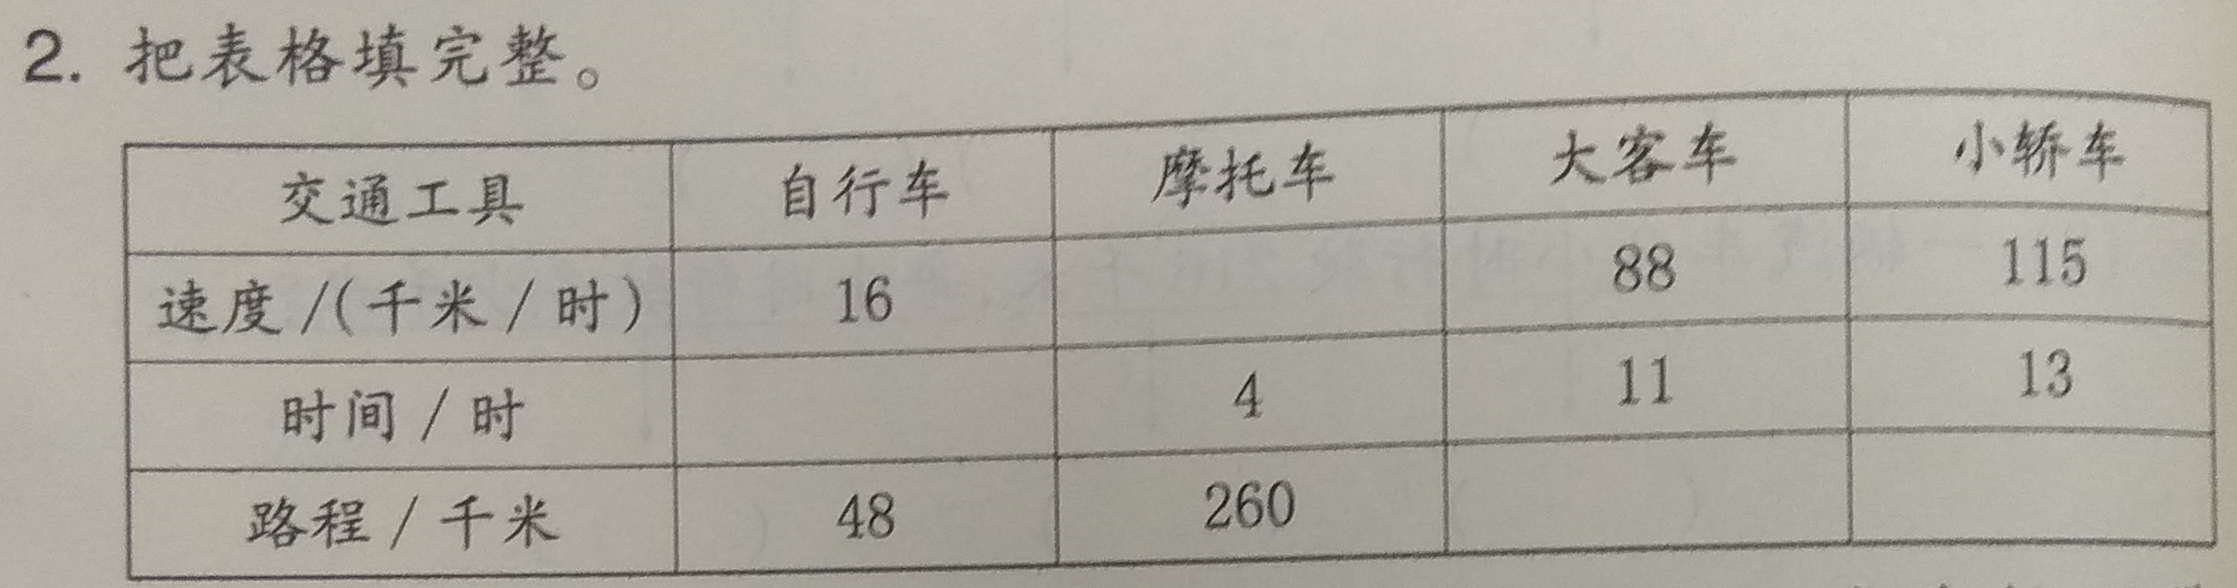 2. 把表格填完整。
交通工具 自行车 摩托车 大客车 小轿车
速度/(千米/时) 16 88 115
时间/时 4 11 13
路程/千米 48 260